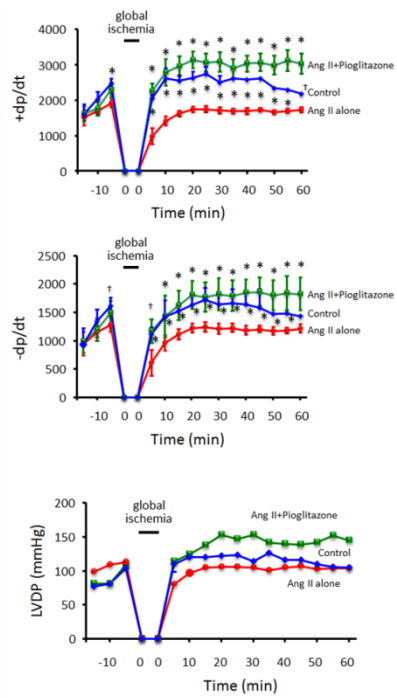 global
ischemia
4000
3000
2000
1000
0
+dp/dt
* * * * * * * * * * * * *
Ang II+Pioglitazone
†
Control
* * * * * * * * * *
Ang II alone
-10 0 0 10 20 30 40 50 60
Time (min)
global
ischemia
2500
2000
1500
1000
500
0
-dp/dt
† † * * * * * * * * * * *
Ang II+Pioglitazone
Control
* * * * * * * * * *
Ang II alone
-10 0 0 10 20 30 40 50 60
Time (min)
global
ischemia
200
150
100
50
0
LVDP (mmHg)
Ang II+Pioglitazone
Control
Ang II alone
-10 0 0 10 20 30 40 50 60
Time (min)